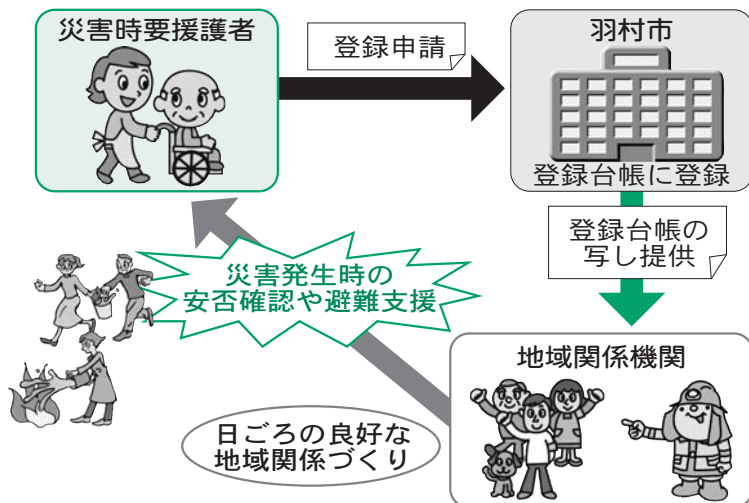 災害時要援護者
登録申請
羽村市
登録台帳に登録
登録台帳の
写し提供
災害発生時の
安否確認や避難支援
地域関係機関
日ごろの良好な
地域関係づくり